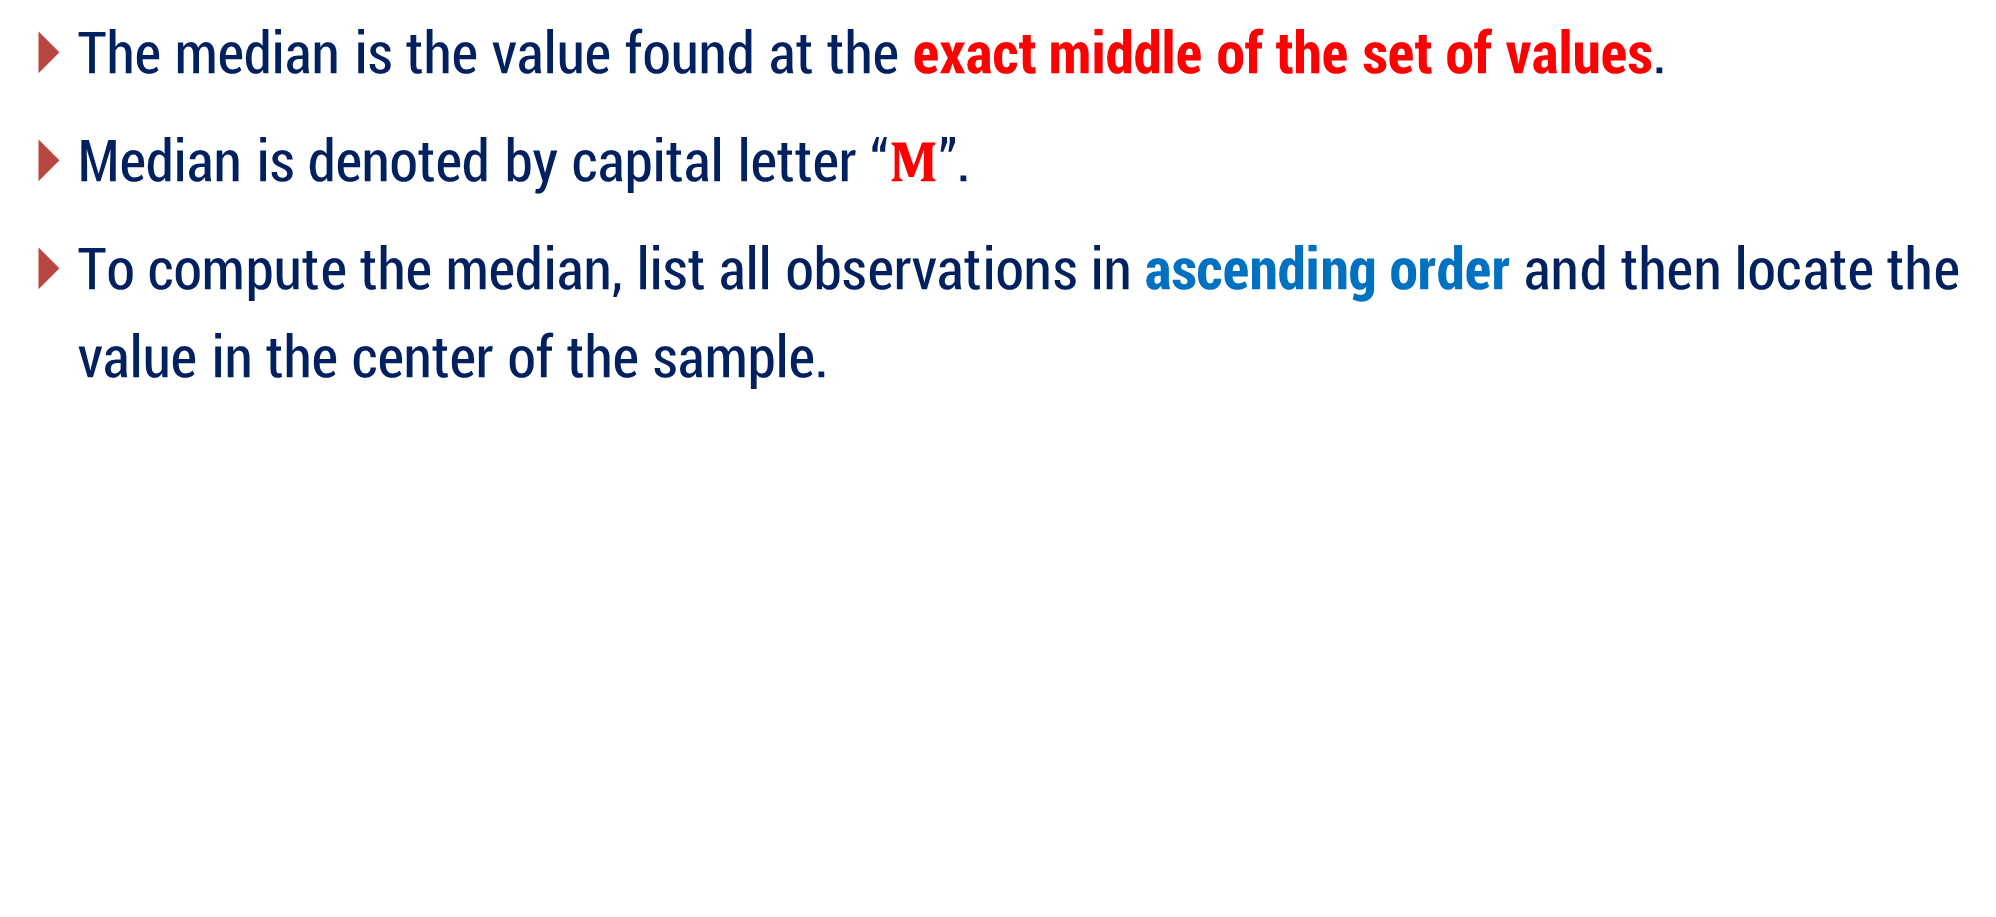 The median is the value found at the exact middle of the set of values.
Median is denoted by capital letter “M”.
To compute the median, list all observations in ascending order and then locate the
value in the center of the sample.